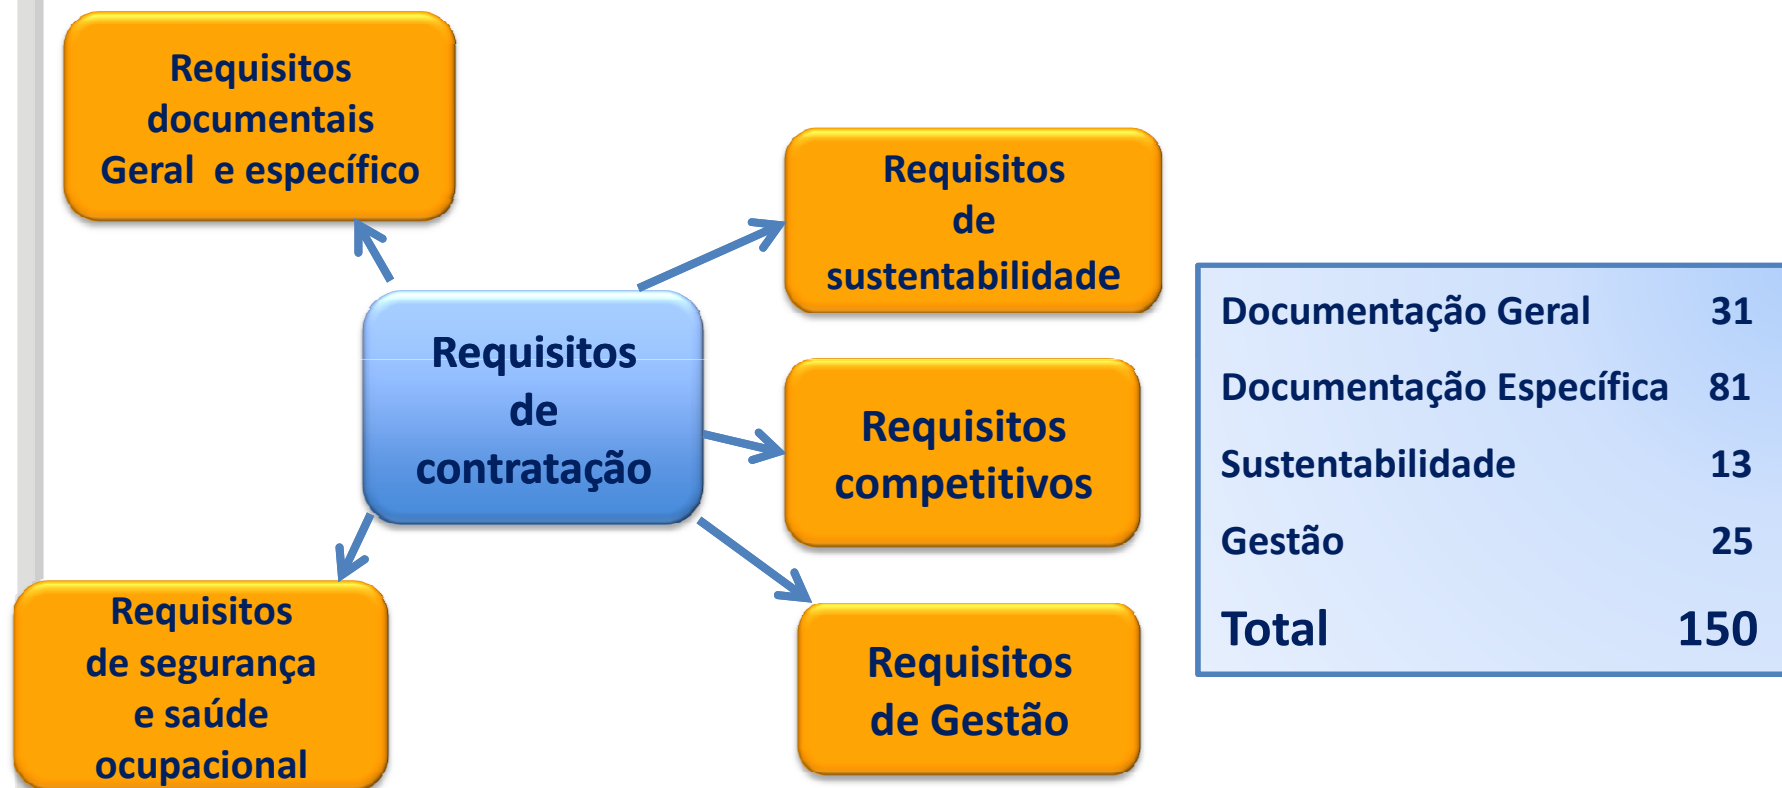 Requisitos
documentais
Geral e específico
Requisitos
de
sustentabilidade
Requisitos
de
contratação
Requisitos
competitivos
Requisitos
de segurança
e saúde
ocupacional
Requisitos
de Gestão
Documentação Geral 31
Documentação Específica 81
Sustentabilidade 13
Gestão 25
Total 150